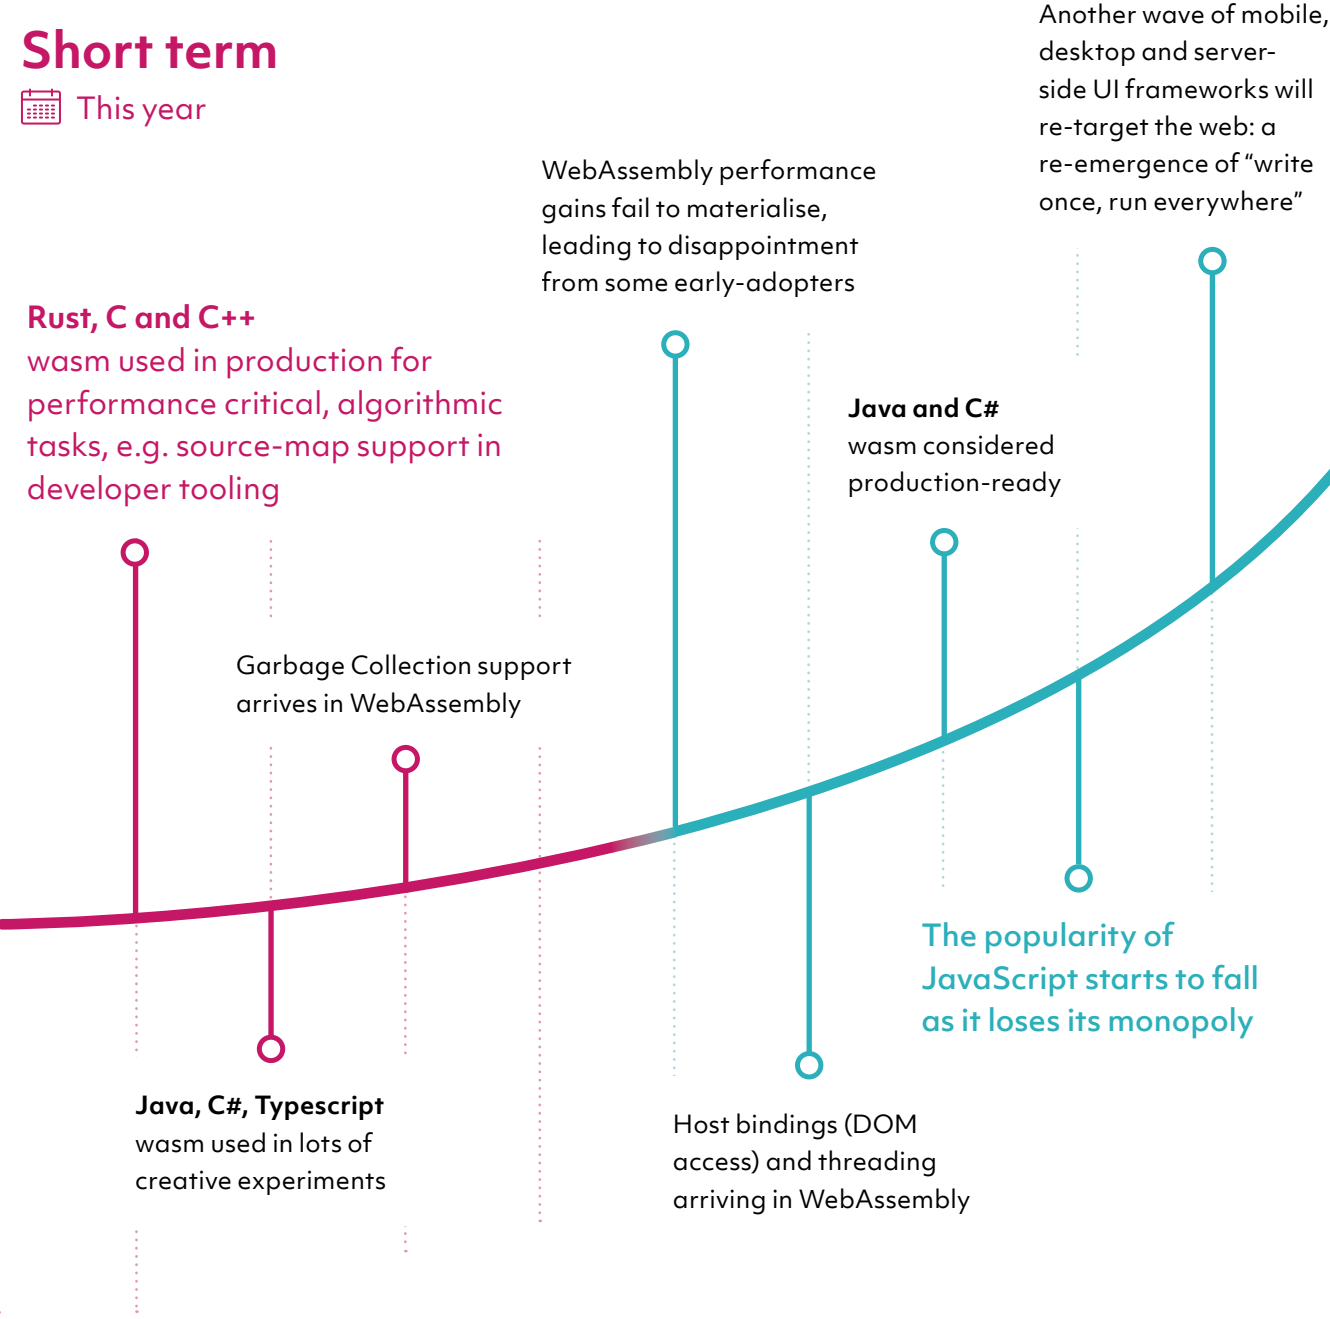 Short term
This year
Another wave of mobile,
desktop and server-
side UI frameworks will
re-target the web: a
re-emergence of “write
once, run everywhere”
WebAssembly performance
gains fail to materialise,
leading to disappointment
from some early-adopters
Rust, C and C++
wasm used in production for
performance critical, algorithmic
tasks, e.g. source-map support in
developer tooling
Java and C#
wasm considered
production-ready
Garbage Collection support
arrives in WebAssembly
The popularity of
JavaScript starts to fall
as it loses its monopoly
Java, C#, Typescript
wasm used in lots of
creative experiments
Host bindings (DOM
access) and threading
arriving in WebAssembly